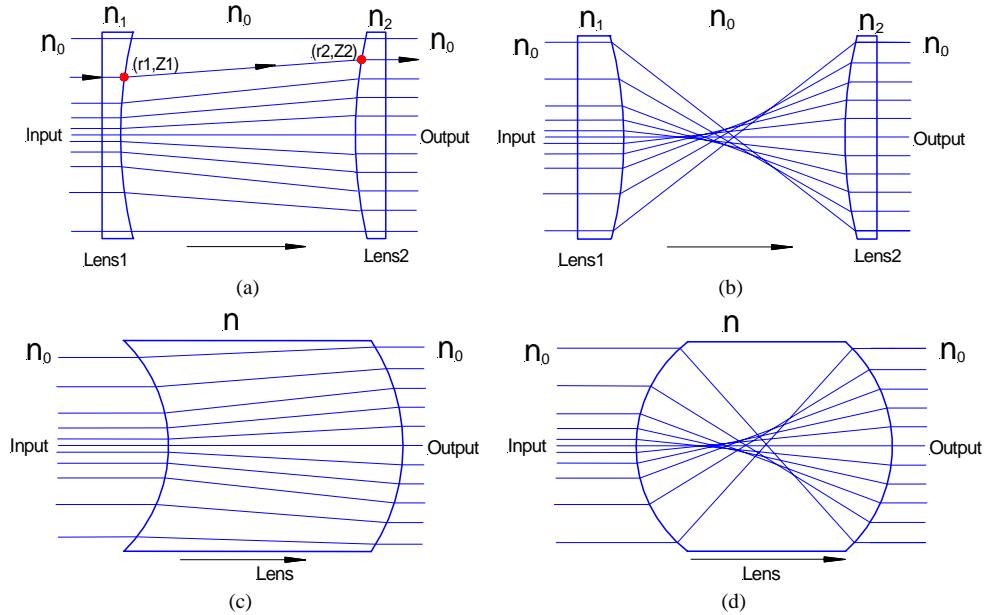 n1 n0 n2
n0 n0
(r1,Z1) (r2,Z2)
Input Output
Lens1 Lens2
(a)
n1 n0 n2
n0 n0
Input Output
Lens1 Lens2
(b)
n
n0 n0
Input Output
Lens
(c)
n
n0 n0
Input Output
Lens
(d)